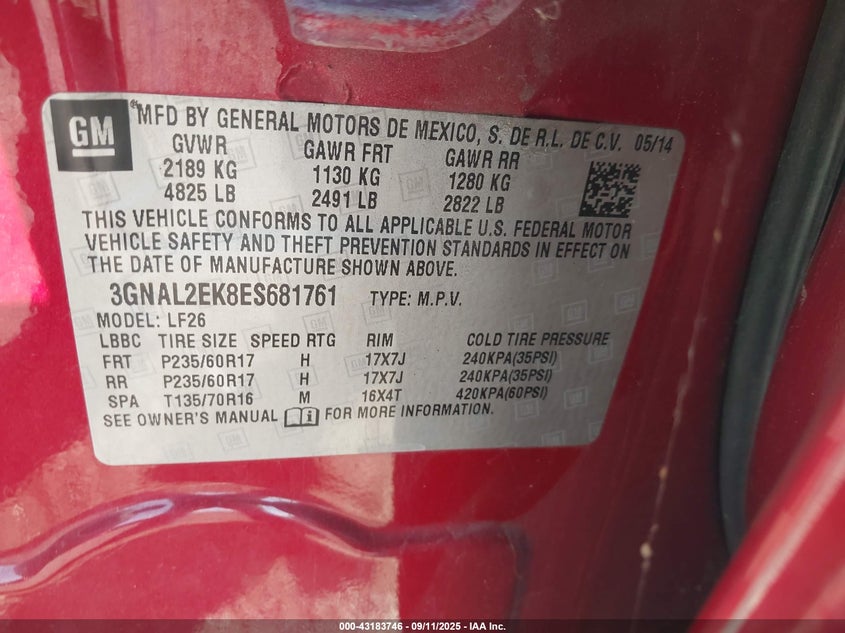 GM
MFD BY GENERAL MOTORS DE MEXICO, S. DE R.L. DE C.V. 05/14
GVWR GAWR FRT GAWR RR
2189 KG 1130 KG 1280 KG
4825 LB 2491 LB 2822 LB
THIS VEHICLE CONFORMS TO ALL APPLICABLE U.S. FEDERAL MOTOR
VEHICLE SAFETY AND THEFT PREVENTION STANDARDS IN EFFECT ON
THE DATE OF MANUFACTURE SHOWN ABOVE.
3GNAL2EK8ES681761 TYPE: M.P.V.
MODEL: LF26
LBBC TIRE SIZE SPEED RTG RIM COLD TIRE PRESSURE
FRT P235/60R17 H 17X7J 240KPA(35PSI)
RR P235/60R17 H 17X7J 240KPA(35PSI)
SPA T135/70R16 M 16X4T 420KPA(60PSI)
SEE OWNER'S MANUAL FOR MORE INFORMATION.
000-43183746 - 09/11/2025 - IAA Inc.